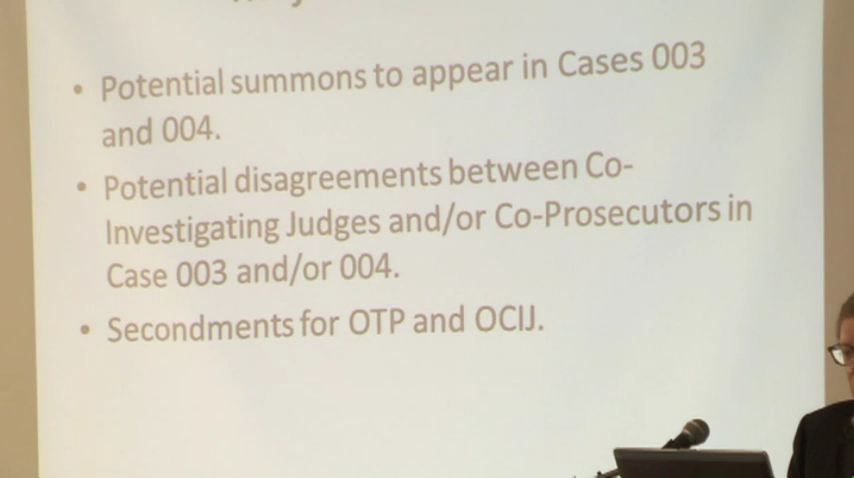 • Potential summons to appear in Cases 003
and 004.
• Potential disagreements between Co-
Investigating Judges and/or Co-Prosecutors in
Case 003 and/or 004.
• Secondments for OTP and OCIJ.